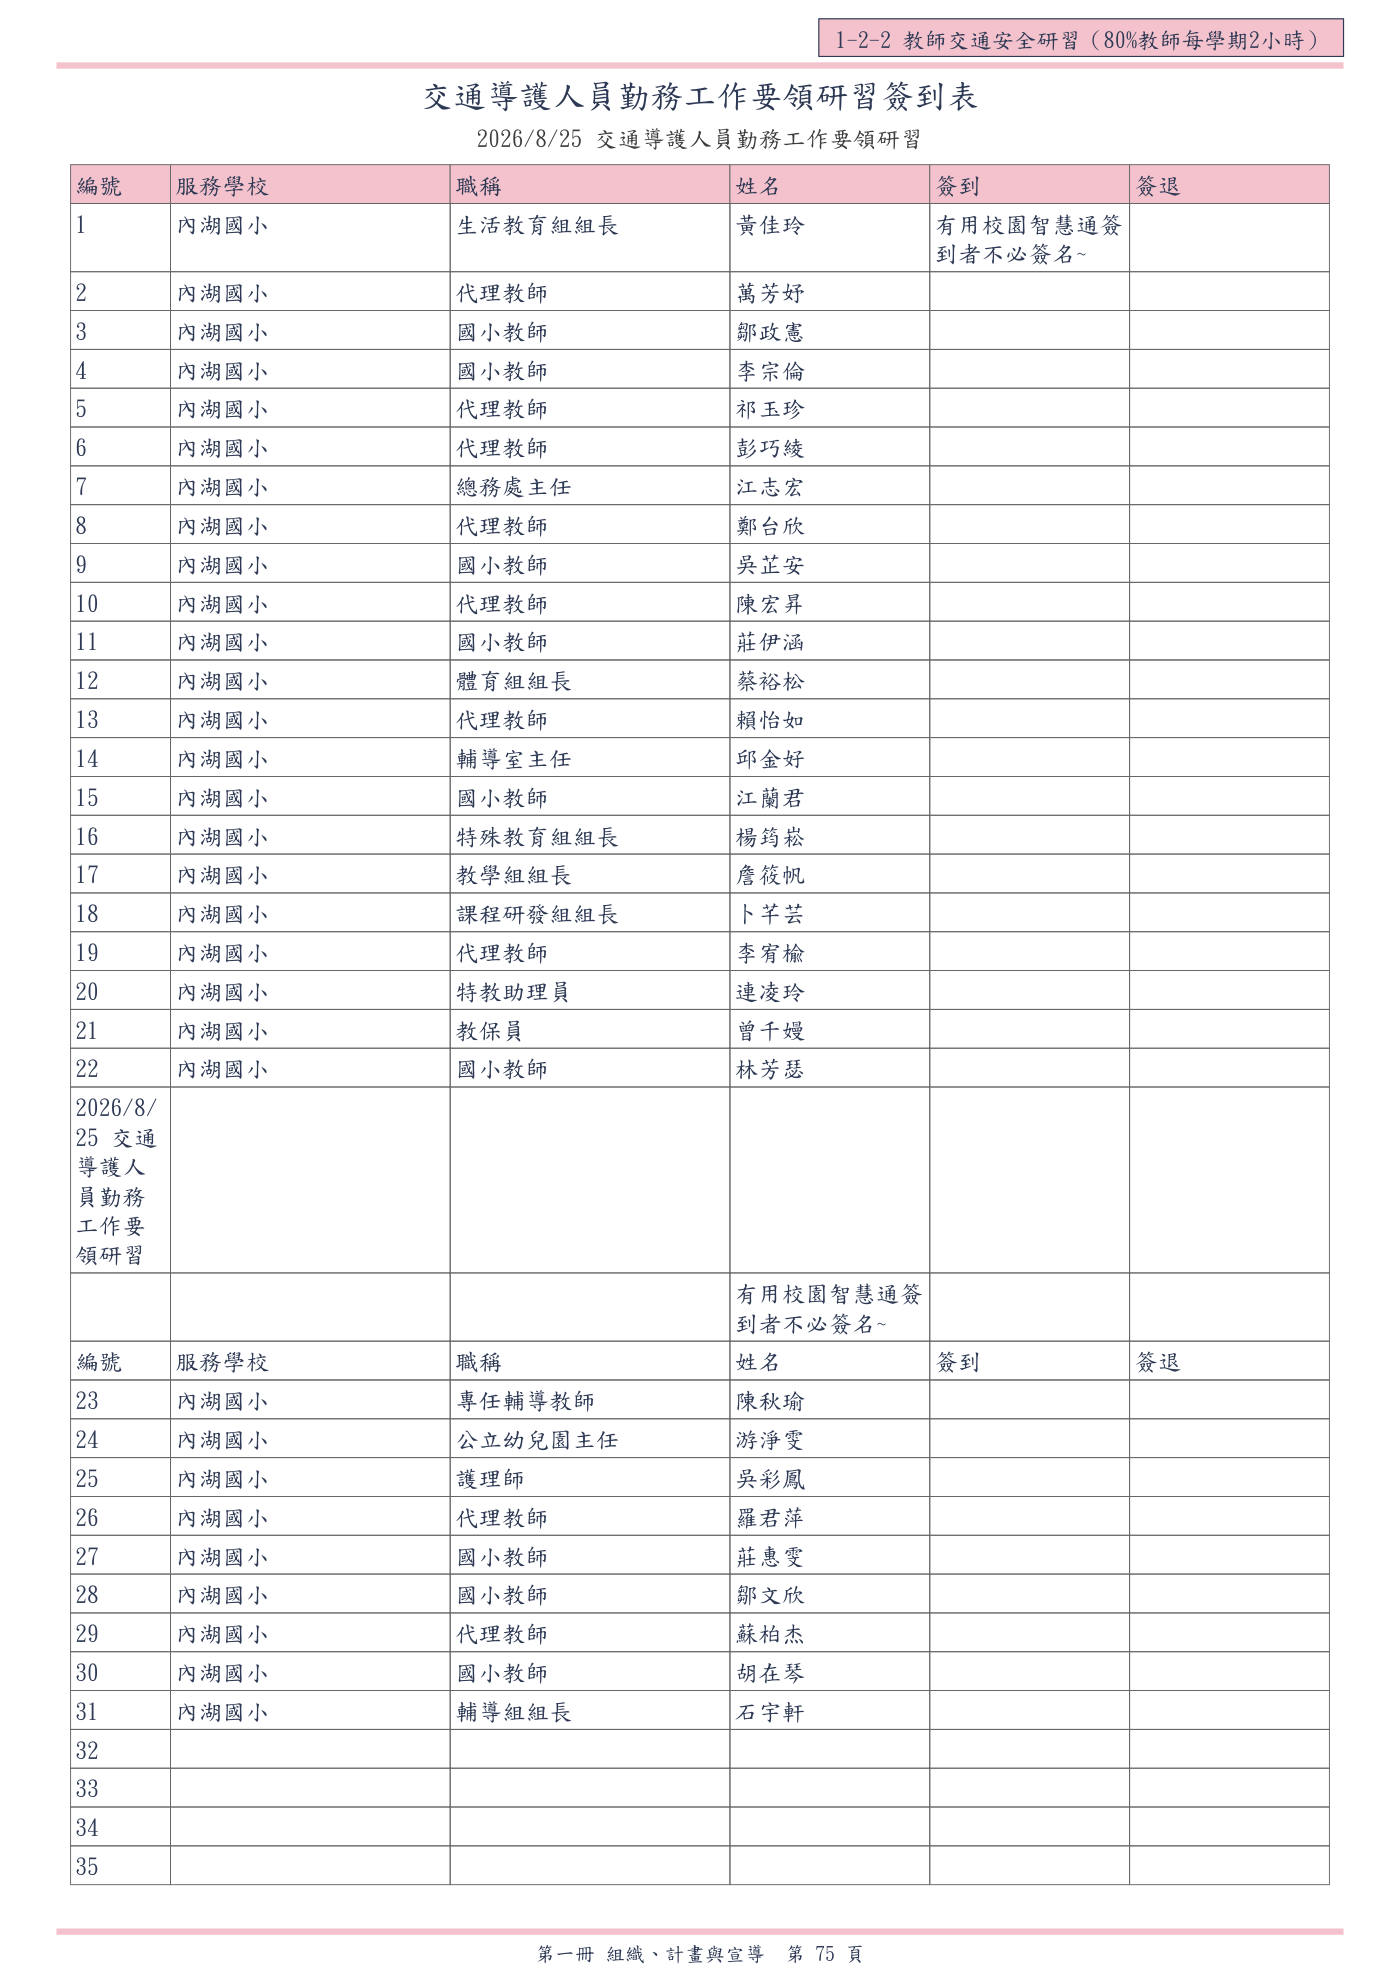 1-2-2 教師交通安全研習（80%教師每學期2小時）
交通導護人員勤務工作要領研習簽到表
2026/8/25 交通導護人員勤務工作要領研習
編號 服務學校 職稱 姓名 簽到 簽退
1 內湖國小 生活教育組組長 黃佳玲 有用校園智慧通簽
到者不必簽名~
2 內湖國小 代理教師 萬芳妤
3 內湖國小 國小教師 鄒政憲
4 內湖國小 國小教師 李宗倫
5 內湖國小 代理教師 祁玉珍
6 內湖國小 代理教師 彭巧綾
7 內湖國小 總務處主任 江志宏
8 內湖國小 代理教師 鄭台欣
9 內湖國小 國小教師 吳芷安
10 內湖國小 代理教師 陳宏昇
11 內湖國小 國小教師 莊伊涵
12 內湖國小 體育組組長 蔡裕松
13 內湖國小 代理教師 賴怡如
14 內湖國小 輔導室主任 邱金好
15 內湖國小 國小教師 江蘭君
16 內湖國小 特殊教育組組長 楊筠崧
17 內湖國小 教學組組長 詹筱帆
18 內湖國小 課程研發組組長 卜芊芸
19 內湖國小 代理教師 李宥楡
20 內湖國小 特教助理員 連凌玲
21 內湖國小 教保員 曾千嫚
22 內湖國小 國小教師 林芳瑟
2026/8/
25 交通
導護人
員勤務
工作要
領研習
有用校園智慧通簽
到者不必簽名~
編號 服務學校 職稱 姓名 簽到 簽退
23 內湖國小 專任輔導教師 陳秋瑜
24 內湖國小 公立幼兒園主任 游淨雯
25 內湖國小 護理師 吳彩鳳
26 內湖國小 代理教師 羅君萍
27 內湖國小 國小教師 莊惠雯
28 內湖國小 國小教師 鄒文欣
29 內湖國小 代理教師 蘇柏杰
30 內湖國小 國小教師 胡在琴
31 內湖國小 輔導組組長 石宇軒
32
33
34
35
第一冊 組織、計畫與宣導 第 75 頁